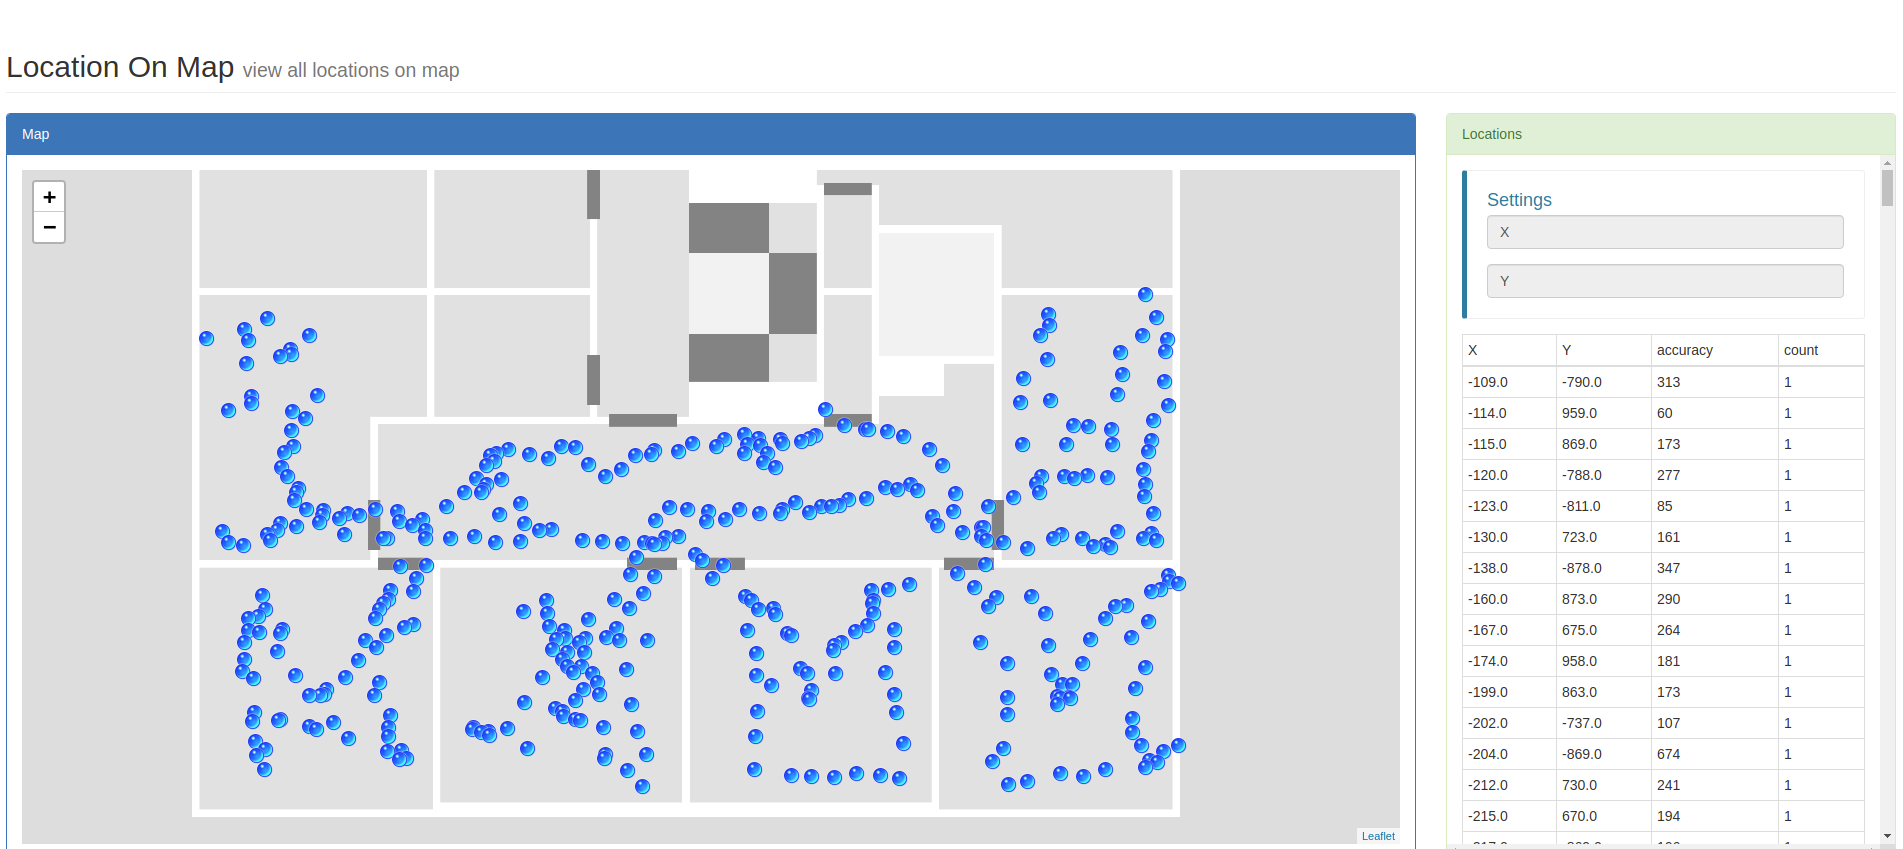 Location On Map view all locations on map
Map
Locations
+
−
Settings
X
Y
X Y accuracy count
-109.0 -790.0 313 1
-114.0 959.0 60 1
-115.0 869.0 173 1
-120.0 -788.0 277 1
-123.0 -811.0 85 1
-130.0 723.0 161 1
-138.0 -878.0 347 1
-160.0 873.0 290 1
-167.0 675.0 264 1
-174.0 958.0 181 1
-199.0 863.0 173 1
-202.0 -737.0 107 1
-204.0 -869.0 674 1
-212.0 730.0 241 1
-215.0 670.0 194 1
Leaflet